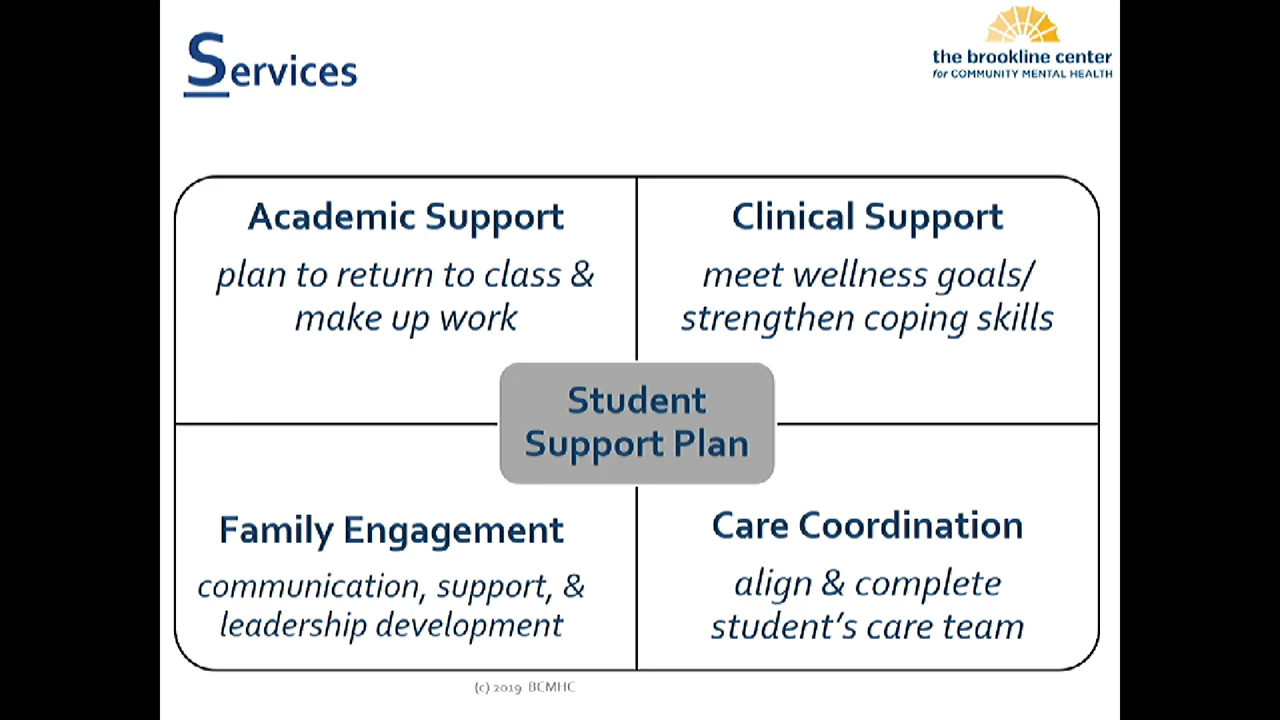 Services
the brookline center
for COMMUNITY MENTAL HEALTH
Academic Support
plan to return to class &
make up work
Clinical Support
meet wellness goals/
strengthen coping skills
Student
Support Plan
Family Engagement
communication, support, &
leadership development
Care Coordination
align & complete
student's care team
(c) 2019 BCMHC